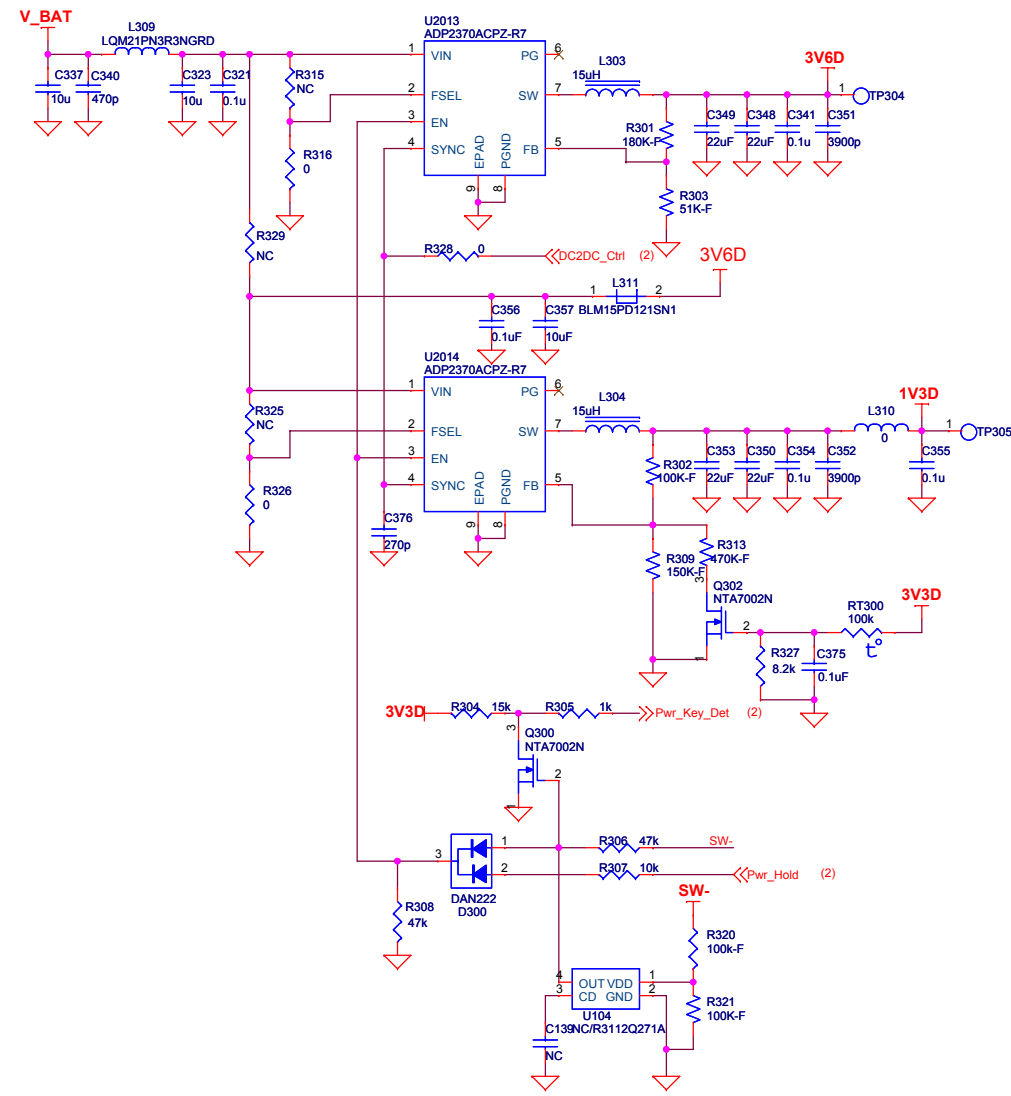 V_BAT
L309
LQM21PN3R3NGRD
C337
10u
C340
470p
C323
10u
C321
0.1u
R315
NC
R316
0
U2013
ADP2370ACPZ-R7
1 VIN
2 FSEL
3 EN
4 SYNC
PG 6
SW 7
FB 5
EPAD 9
PGND 8
L303
15uH
3V6D
1 TP304
R301
180K-F
R303
51K-F
C349
22uF
C348
22uF
C341
0.1u
C351
3900p
R329
NC
R328 0
DC2DC_Ctrl (2)
3V6D
1 L311 2
BLM15PD121SN1
C356
0.1uF
C357
10uF
U2014
ADP2370ACPZ-R7
1 VIN
2 FSEL
3 EN
4 SYNC
PG 6
SW 7
FB 5
EPAD 9
PGND 8
R325
NC
R326
0
C376
270p
L304
15uH
R302
100K-F
C353
22uF
C350
22uF
C354
0.1u
C352
3900p
L310
0
1V3D
1 TP305
C355
0.1u
R309
150K-F
R313
470K-F
3
Q302
NTA7002N
2
1
RT300
100k
t°
3V3D
R327
8.2k
C375
0.1uF
3V3D R304 15k R305 1k Pwr_Key_Det (2)
3
Q300
NTA7002N
2
1
3
1
2
DAN222
D300
R306 47k SW-
R307 10k Pwr_Hold (2)
R308
47k
SW-
R320
100k-F
R321
100K-F
4 OUT VDD 1
3 CD GND 2
U104
C139 NC/R3112Q271A
NC